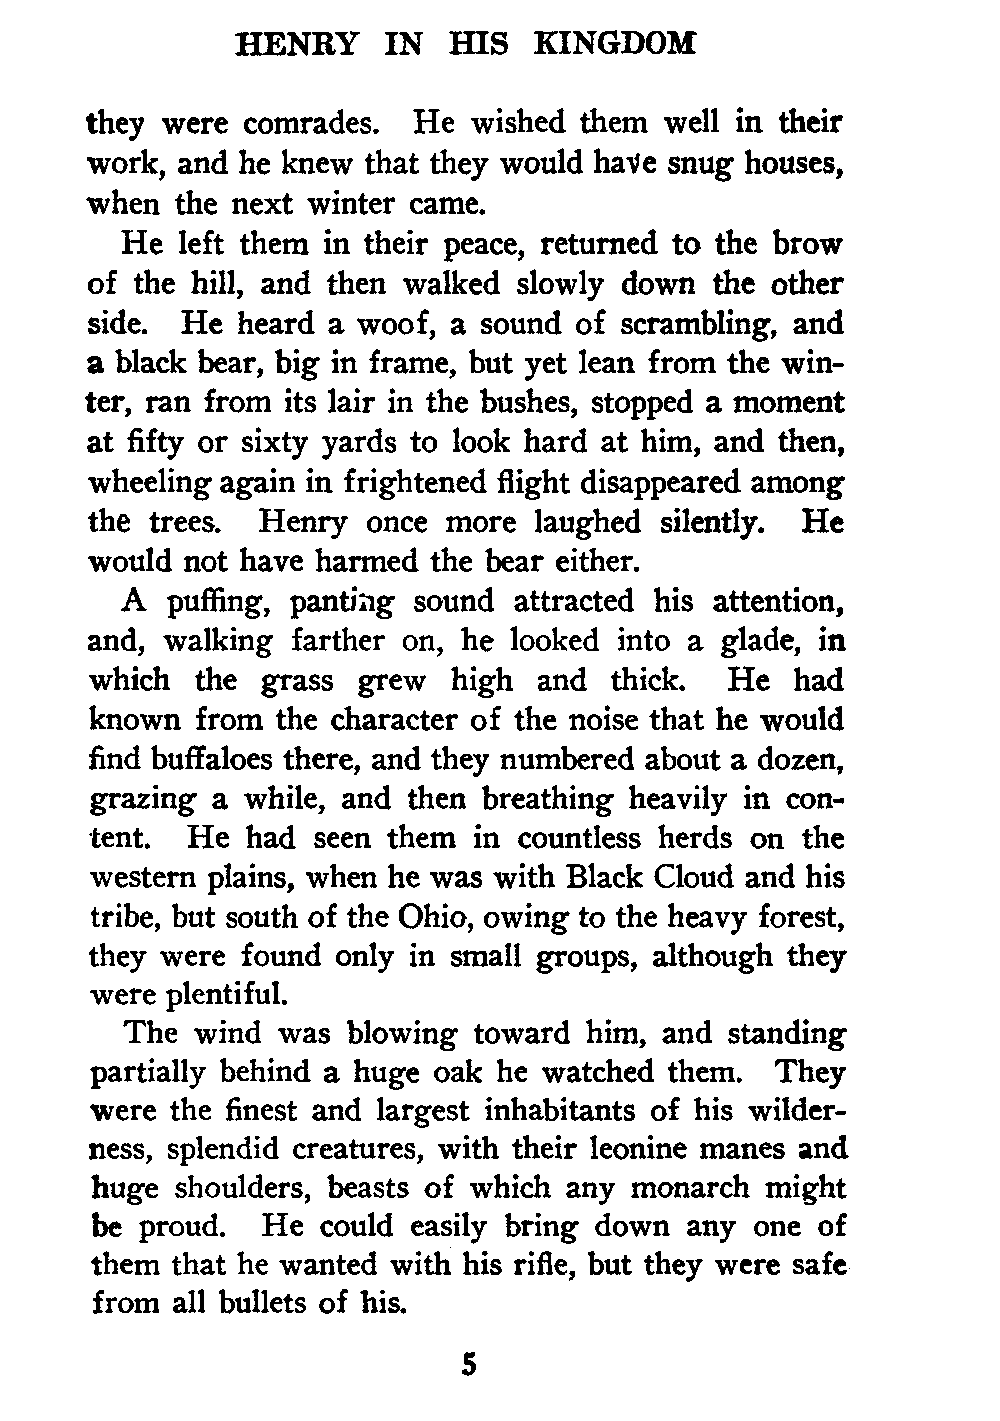 HENRY IN HIS KINGDOM
they were comrades. He wished them well in their
work, and he knew that they would have snug houses,
when the next winter came.
He left them in their peace, returned to the brow
of the hill, and then walked slowly down the other
side. He heard a woof, a sound of scrambling, and
a black bear, big in frame, but yet lean from the win-
ter, ran from its lair in the bushes, stopped a moment
at fifty or sixty yards to look hard at him, and then,
wheeling again in frightened flight disappeared among
the trees. Henry once more laughed silently. He
would not have harmed the bear either.
A puffing, panting sound attracted his attention,
and, walking farther on, he looked into a glade, in
which the grass grew high and thick. He had
known from the character of the noise that he would
find buffaloes there, and they numbered about a dozen,
grazing a while, and then breathing heavily in con-
tent. He had seen them in countless herds on the
western plains, when he was with Black Cloud and his
tribe, but south of the Ohio, owing to the heavy forest,
they were found only in small groups, although they
were plentiful.
The wind was blowing toward him, and standing
partially behind a huge oak he watched them. They
were the finest and largest inhabitants of his wilder-
ness, splendid creatures, with their leonine manes and
huge shoulders, beasts of which any monarch might
be proud. He could easily bring down any one of
them that he wanted with his rifle, but they were safe
from all bullets of his.
5